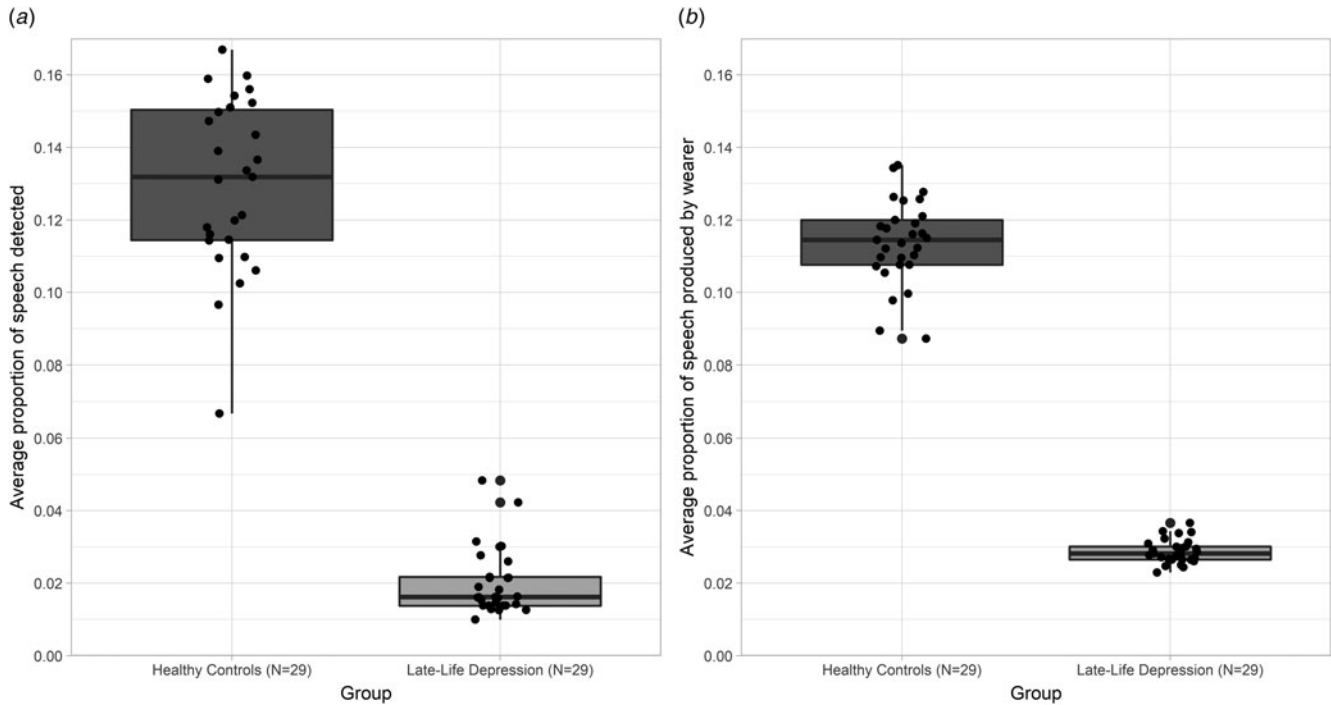 (a)
Average proportion of speech detected
0.16
0.14
0.12
0.10
0.08
0.06
0.04
0.02
0.00
Healthy Controls (N=29)
Late-Life Depression (N=29)
Group
(b)
Average proportion of speech produced by wearer
0.16
0.14
0.12
0.10
0.08
0.06
0.04
0.02
0.00
Healthy Controls (N=29)
Late-Life Depression (N=29)
Group